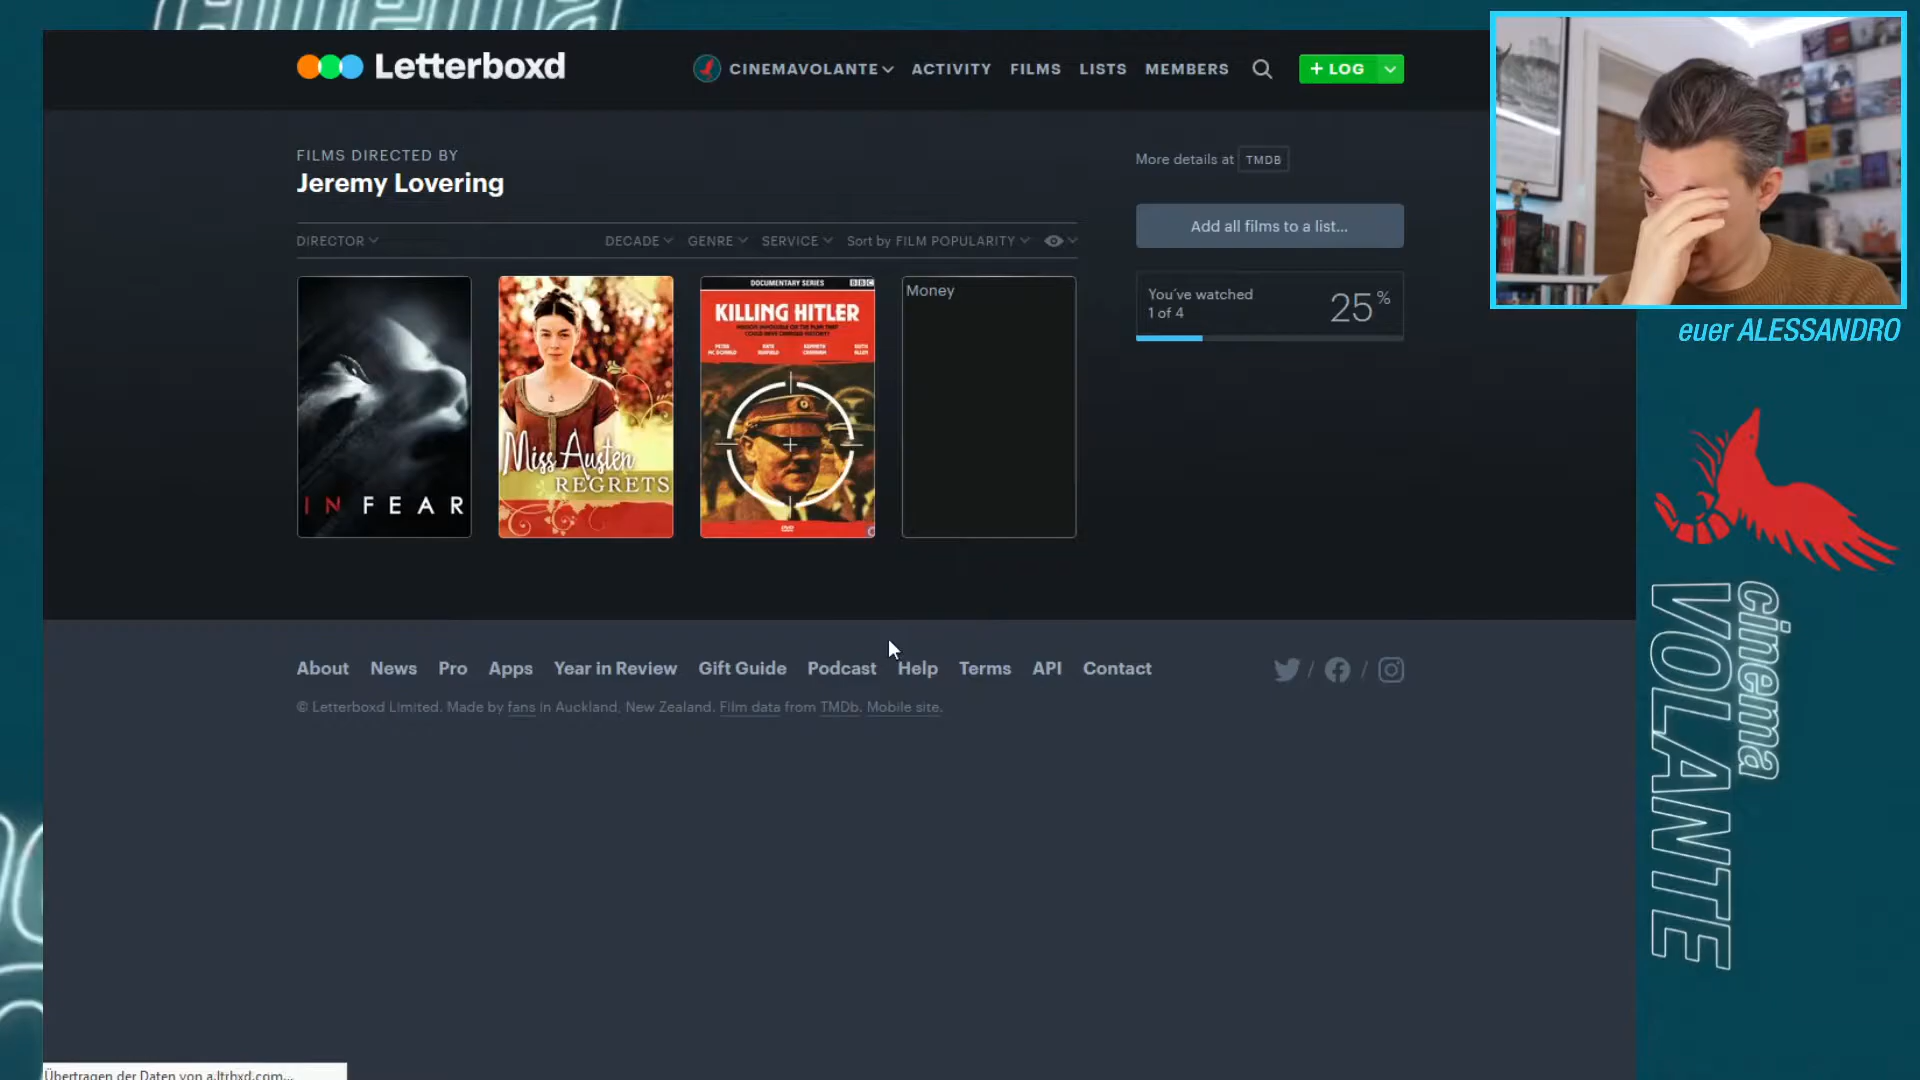 Letterboxd
CINEMAVOLANTE
ACTIVITY
FILMS
LISTS
MEMBERS
+ LOG
FILMS DIRECTED BY
Jeremy Lovering
More details at TMDB
DIRECTOR
DECADE
GENRE
SERVICE
Sort by FILM POPULARITY
Add all films to a list...
You've watched
1 of 4
25%
IN FEAR
Miss Austen
REGRETS
DOCUMENTARY SERIES BBC
KILLING HITLER
DVD
Money
About
News
Pro
Apps
Year in Review
Gift Guide
Podcast
Help
Terms
API
Contact
/ /
© Letterboxd Limited. Made by fans in Auckland, New Zealand. Film data from TMDb. Mobile site.
Übertragen der Daten von a.ltrbxd.com...
euer ALESSANDRO
cinema
VOLANTE